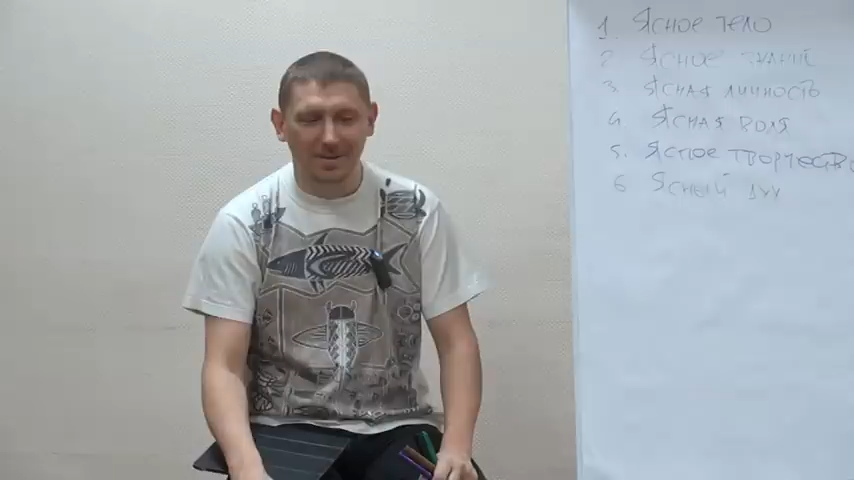 1. Ясное тело
2 Ясное знание
3. Ясная личность
4. Ясная воля
5. Ясное творчество
6 Ясный дух